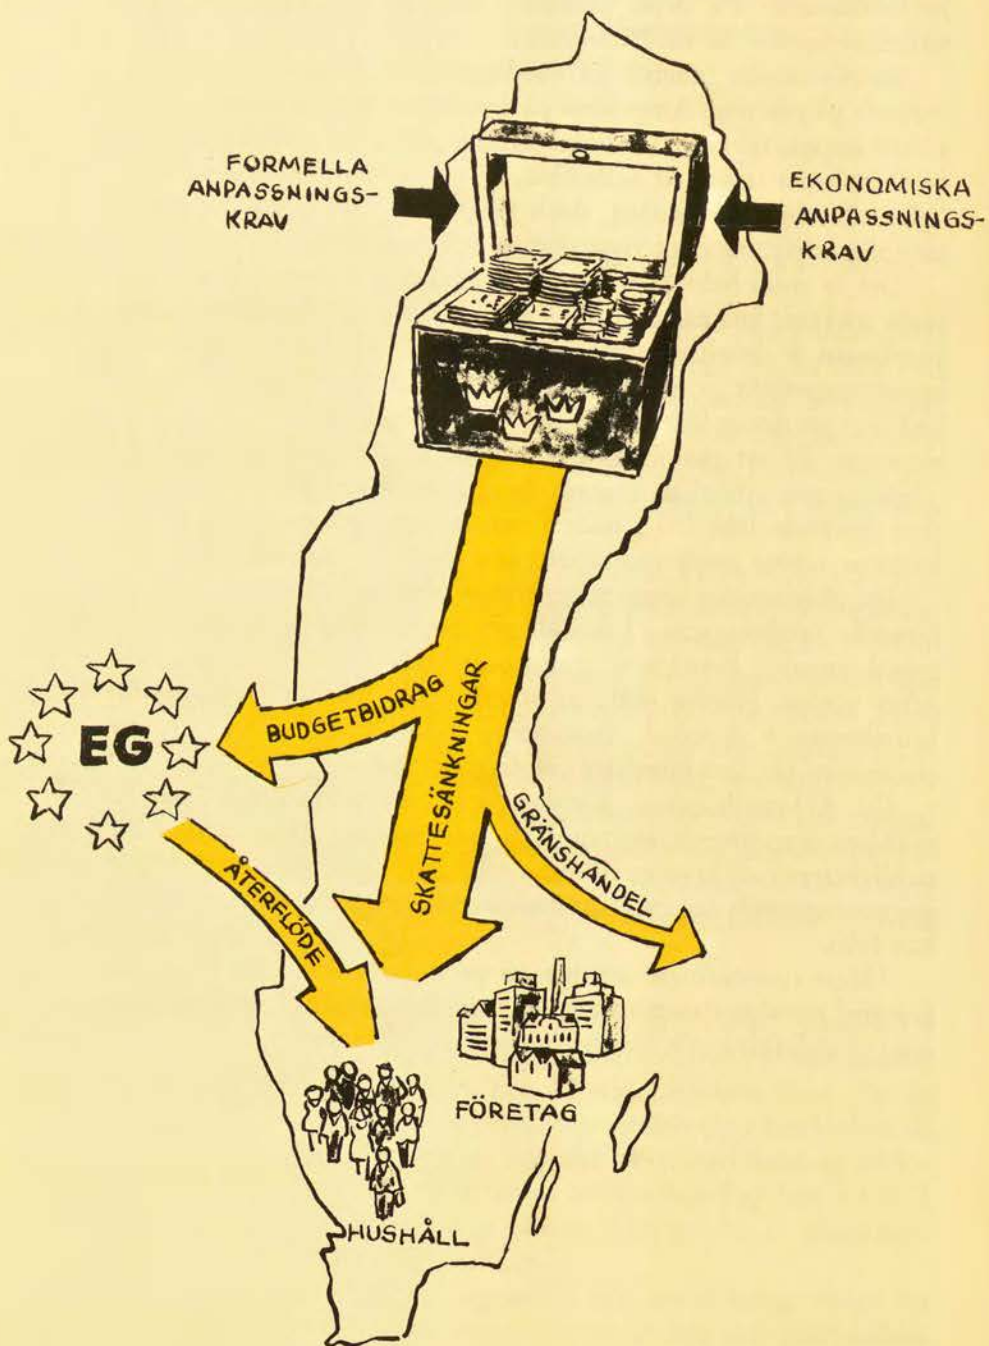 FORMELLA
ANPASSNINGS-
KRAV
EKONOMISKA
ANPASSNINGS-
KRAV
BUDGETBIDRAG
SKATTESÄNKNINGAR
EG
GRÄNSHANDEL
ÅTERFLÖDE
FÖRETAG
HUSHÅLL